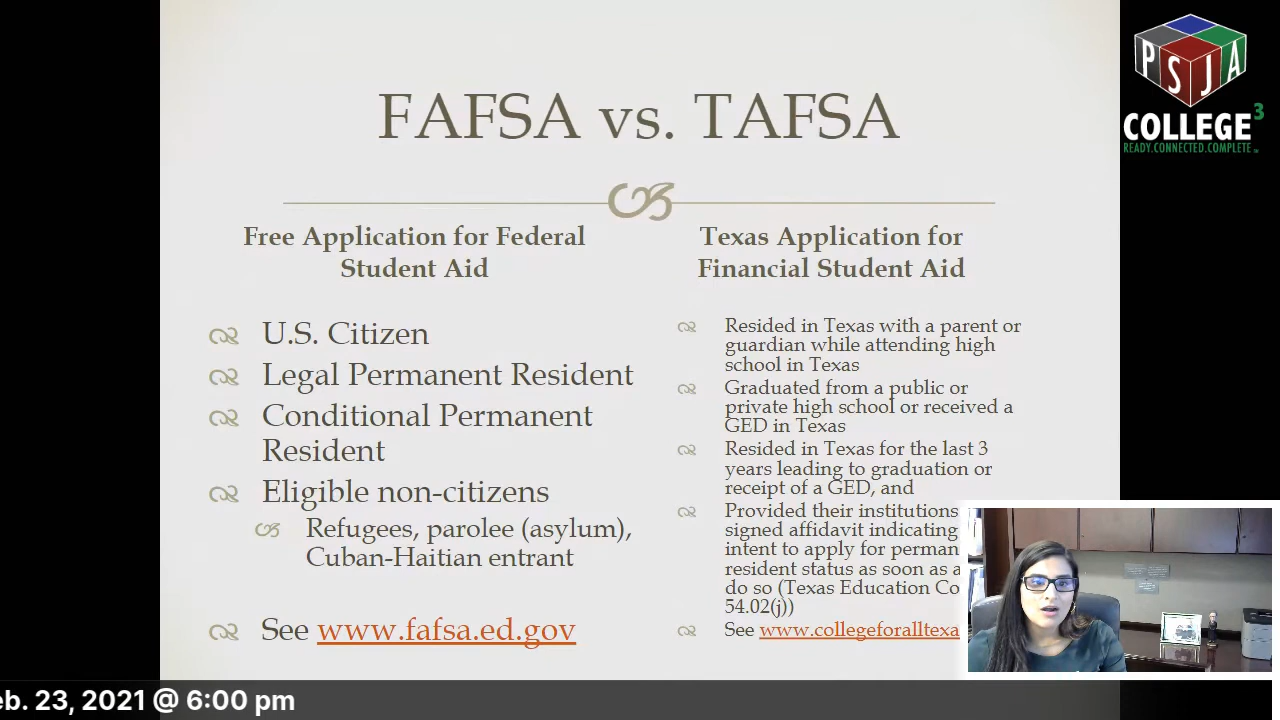 FAFSA vs. TAFSA
Free Application for Federal
Student Aid
U.S. Citizen
Legal Permanent Resident
Conditional Permanent
Resident
Eligible non-citizens
Refugees, parolee (asylum),
Cuban-Haitian entrant
See www.fafsa.ed.gov
Texas Application for
Financial Student Aid
Resided in Texas with a parent or
guardian while attending high
school in Texas
Graduated from a public or
private high school or received a
GED in Texas
Resided in Texas for the last 3
years leading to graduation or
receipt of a GED, and
Provided their institutions
signed affidavit indicating
intent to apply for perman
resident status as soon as a
do so (Texas Education Co
54.02(j))
See www.collegeforalltexa
PSJA
COLLEGE³
READY.CONNECTED.COMPLETE
eb. 23, 2021 @ 6:00 pm